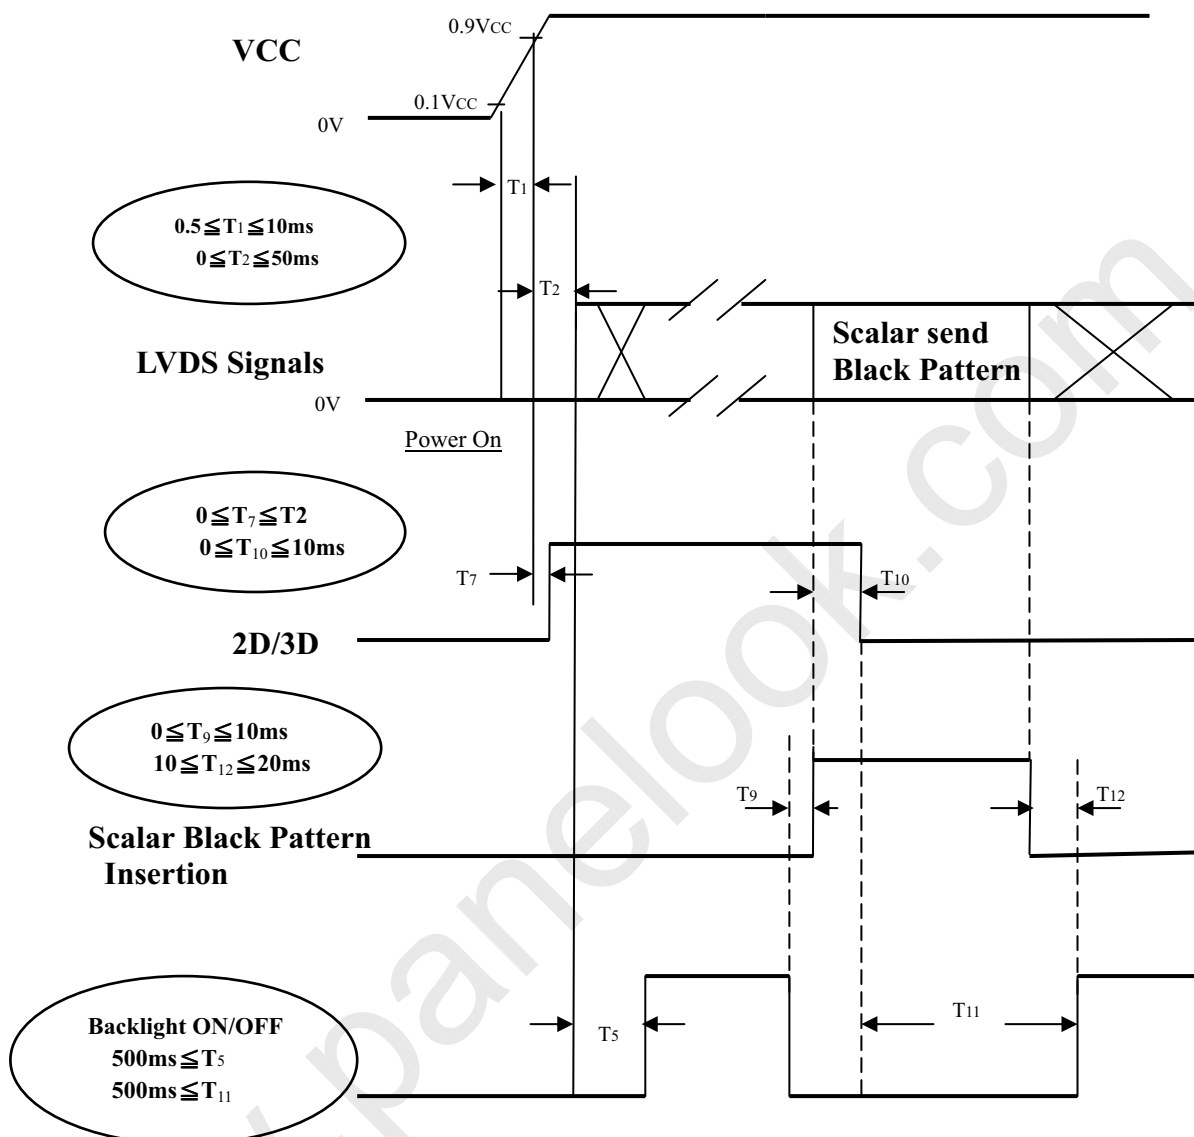 0.9VCC
VCC
0.1VCC
0V
T1
0.5≦T1≦10ms
0≦T2≦50ms
T2
Scalar send
Black Pattern
LVDS Signals
0V
Power On
0≦T7≦T2
0≦T10≦10ms
T7
T10
2D/3D
0≦T9≦10ms
10≦T12≦20ms
T9
T12
Scalar Black Pattern
Insertion
Backlight ON/OFF
500ms≦T5
500ms≦T11
T5
T11
panelook.com